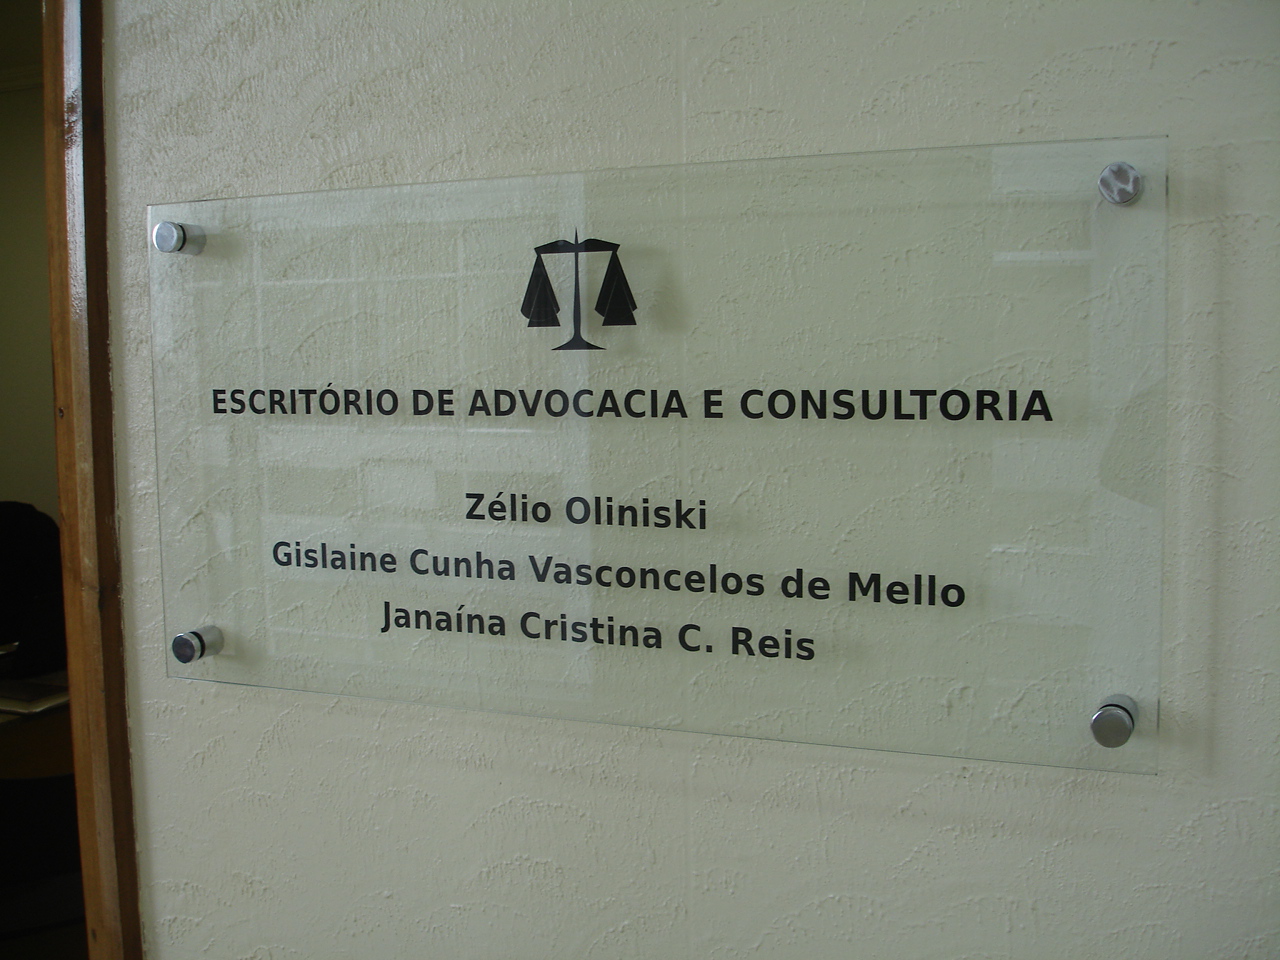 ESCRITÓRIO DE ADVOCACIA E CONSULTORIA
Zélio Oliniski
Gislaine Cunha Vasconcelos de Mello
Janaína Cristina C. Reis